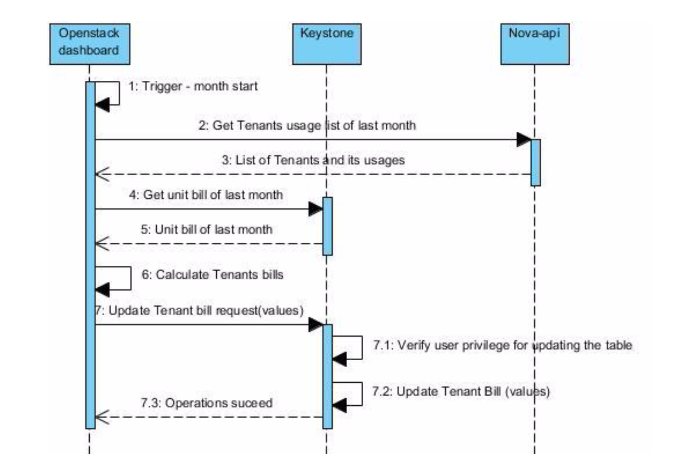 Openstack
dashboard
Keystone
Nova-api
1: Trigger - month start
2: Get Tenants usage list of last month
3: List of Tenants and its usages
4: Get unit bill of last month
5: Unit bill of last month
6: Calculate Tenants bills
7: Update Tenant bill request(values)
7.1: Verify user privilege for updating the table
7.2: Update Tenant Bill (values)
7.3: Operations suceed